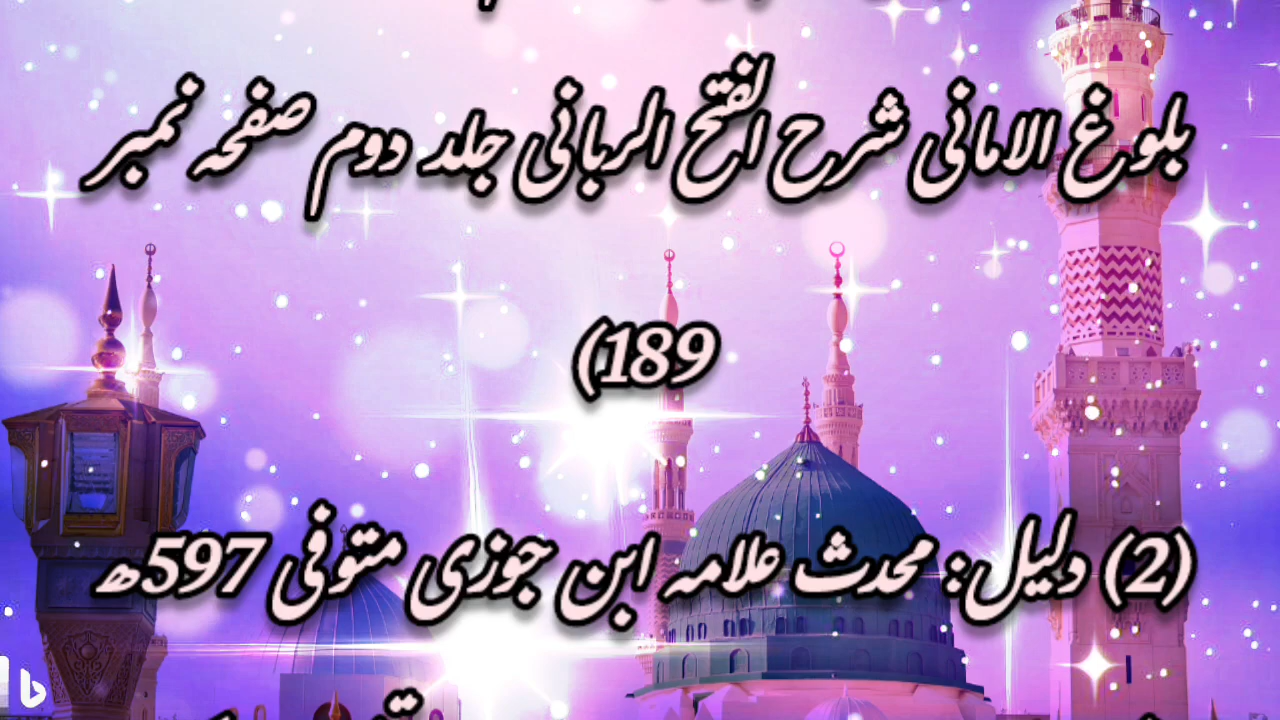 بلوغ الامانی شرح الفتح الربانی جلد دوم صفحہ نمبر
189)
(2) دلیل: محدث علامہ ابن جوزی متوفی 597ھ
b